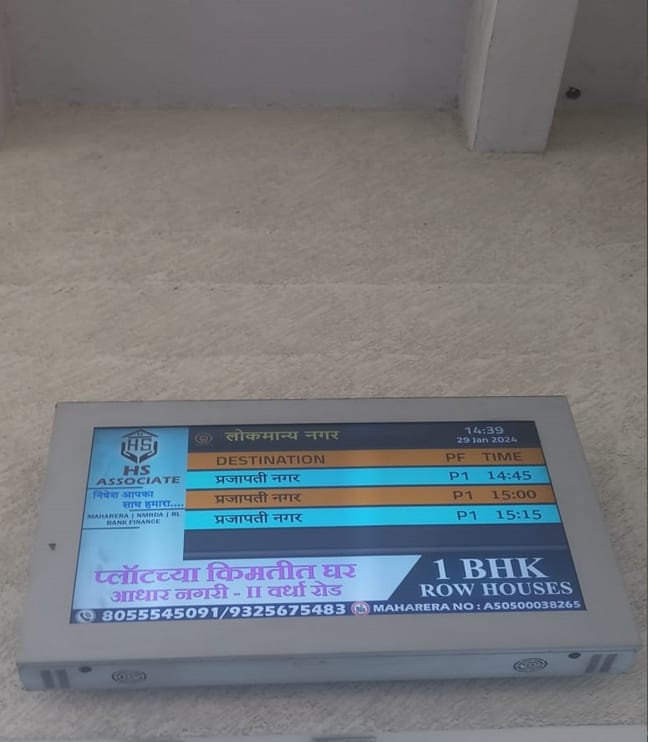 HS
HS
ASSOCIATE
निवेश आपका
साथ हमारा....
MAHARERA | NMRDA | RL
BANK FINANCE
लोकमान्य नगर
14:39
29 Jan 2024
DESTINATION PF TIME
प्रजापती नगर P1 14:45
प्रजापती नगर P1 15:00
प्रजापती नगर P1 15:15
प्लॉटच्या किमतीत घर
आधार नगरी - II वर्धा रोड
1 BHK
ROW HOUSES
8055545091/9325675483 MAHARERA NO : A50500038265